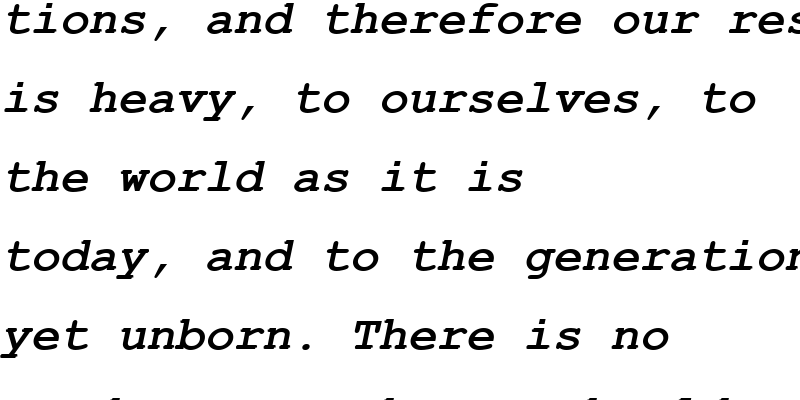 tions, and therefore our res
is heavy, to ourselves, to
the world as it is
today, and to the generation
yet unborn. There is no